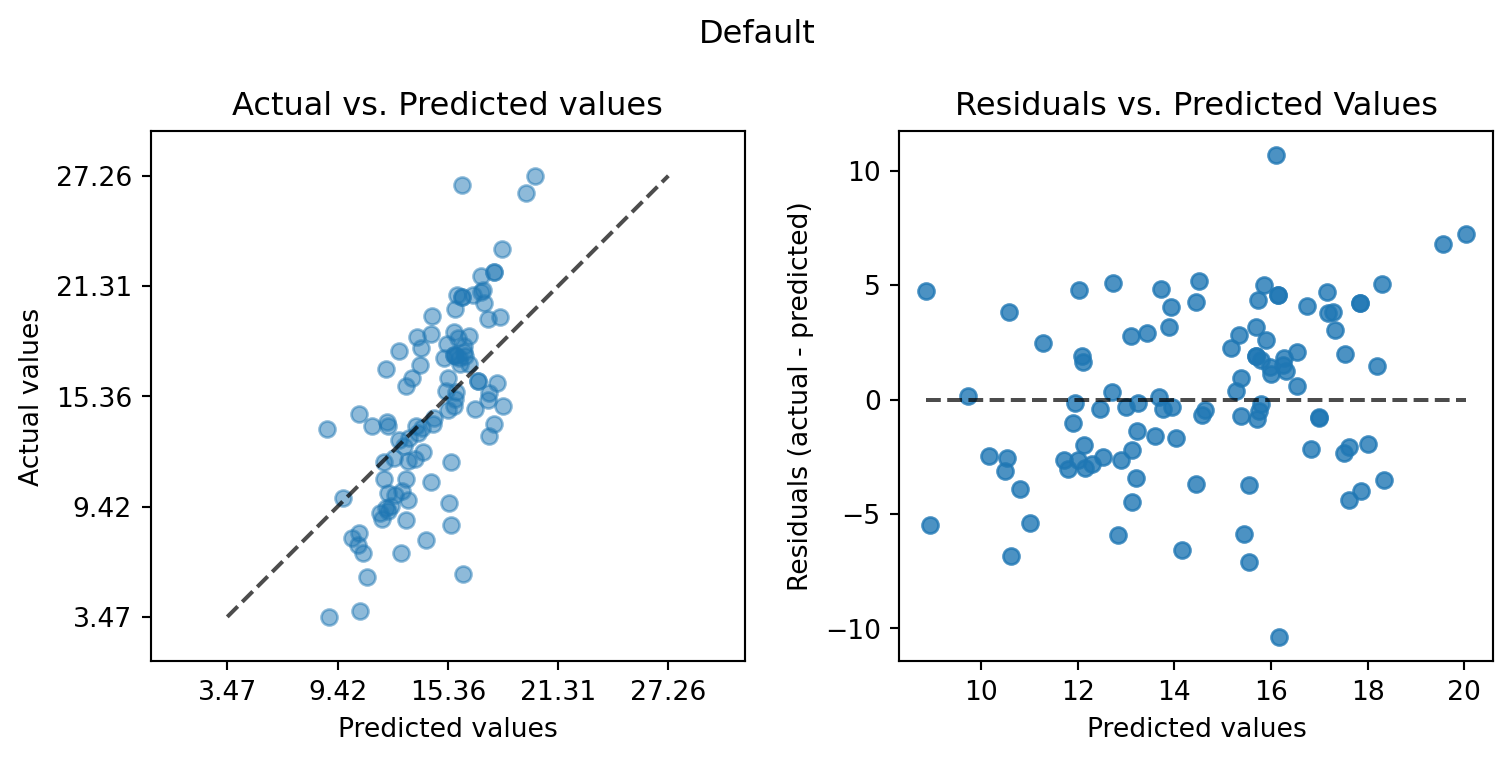 Default
Actual vs. Predicted values
27.26
21.31
15.36
9.42
3.47
Actual values
3.47 9.42 15.36 21.31 27.26
Predicted values
Residuals vs. Predicted Values
10
5
0
−5
−10
Residuals (actual - predicted)
10 12 14 16 18 20
Predicted values